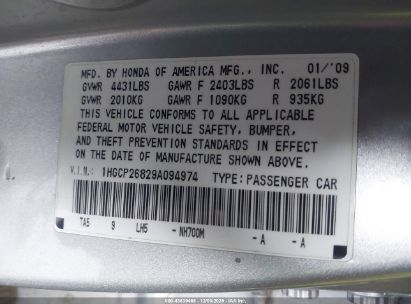 MFD. BY HONDA OF AMERICA MFG., INC. 01/'09
GVWR 4431LBS GAWR F 2403LBS R 2061LBS
GVWR 2010KG GAWR F 1090KG R 935KG
THIS VEHICLE CONFORMS TO ALL APPLICABLE
FEDERAL MOTOR VEHICLE SAFETY, BUMPER,
AND THEFT PREVENTION STANDARDS IN EFFECT
ON THE DATE OF MANUFACTURE SHOWN ABOVE.
V.I.N.: 1HGCP26829A094974 TYPE:PASSENGER CAR
TA5 9 LH5 - NH700M - A - A